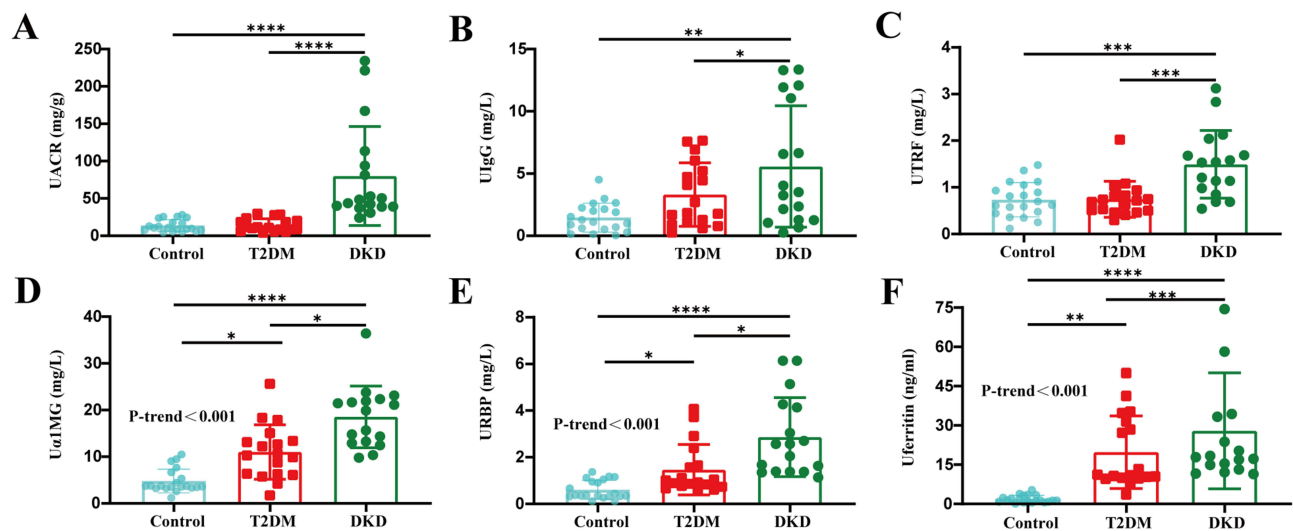 A
****
****
250
200
150
100
50
0
UACR (mg/g)
Control T2DM DKD
B
**
*
15
10
5
0
UIgG (mg/L)
Control T2DM DKD
C
***
***
4
3
2
1
0
UTRF (mg/L)
Control T2DM DKD
D
****
*
*
40
30
20
10
0
Uα1MG (mg/L)
P-trend<0.001
Control T2DM DKD
E
****
*
*
8
6
4
2
0
URBP (mg/L)
P-trend<0.001
Control T2DM DKD
F
****
***
**
75
60
45
30
15
0
Uferritin (ng/ml)
P-trend<0.001
Control T2DM DKD